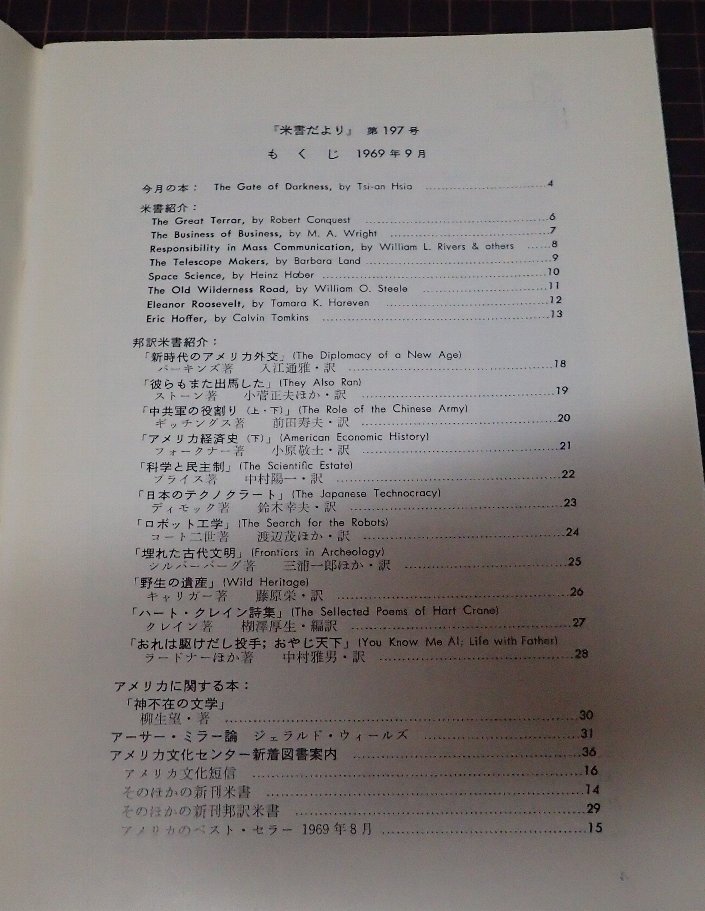 『米書だより』 第197号
もくじ 1969年9月
今月の本： The Gate of Darkness, by Tsi-an Hsia ..... 4
米書紹介：
The Great Terror, by Robert Conquest ..... 6
The Business of Business, by M. A. Wright ..... 7
Responsibility in Mass Communication, by William L. Rivers & others ..... 8
The Telescope Makers, by Barbara Land ..... 9
Space Science, by Heinz Haber ..... 10
The Old Wilderness Road, by William O. Steele ..... 11
Eleanor Roosevelt, by Tamara K. Hareven ..... 12
Eric Hoffer, by Calvin Tomkins ..... 13
邦訳米書紹介：
「新時代のアメリカ外交」(The Diplomacy of a New Age)
パーキンズ著 入江通雅・訳 ..... 18
「彼らもまた出馬した」(They Also Ran)
ストーン著 小菅正夫ほか・訳 ..... 19
「中共軍の役割り（上・下）」(The Role of the Chinese Army)
ギッチングス著 前田寿夫・訳 ..... 20
「アメリカ経済史（下）」(American Economic History)
フォークナー著 小原敬士・訳 ..... 21
「科学と民主制」(The Scientific Estate)
プライス著 中村陽一・訳 ..... 22
「日本のテクノクラート」(The Japanese Technocracy)
ディモック著 鈴木幸夫・訳 ..... 23
「ロボット工学」(The Search for the Robots)
コート二世著 渡辺茂ほか・訳 ..... 24
「埋れた古代文明」(Frontiers in Archeology)
シルバーバーグ著 三浦一郎ほか・訳 ..... 25
「野生の遺産」(Wild Heritage)
キャリガー著 藤原栄・訳 ..... 26
「ハート・クレイン詩集」(The Sellected Poems of Hart Crane)
クレイン著 楜澤厚生・編訳 ..... 27
「おれは駆けだし投手；おやじ天下」(You Know Me Al; Life with Father)
ラードナーほか著 中村雅男・訳 ..... 28
アメリカに関する本：
「神不在の文学」
柳生望・著 ..... 30
アーサー・ミラー論 ジェラルド・ウィールズ ..... 31
アメリカ文化センター新着図書案内 ..... 36
アメリカ文化短信 ..... 16
そのほかの新刊米書 ..... 14
そのほかの新刊邦訳米書 ..... 29
アメリカのベスト・セラー 1969年8月 ..... 15